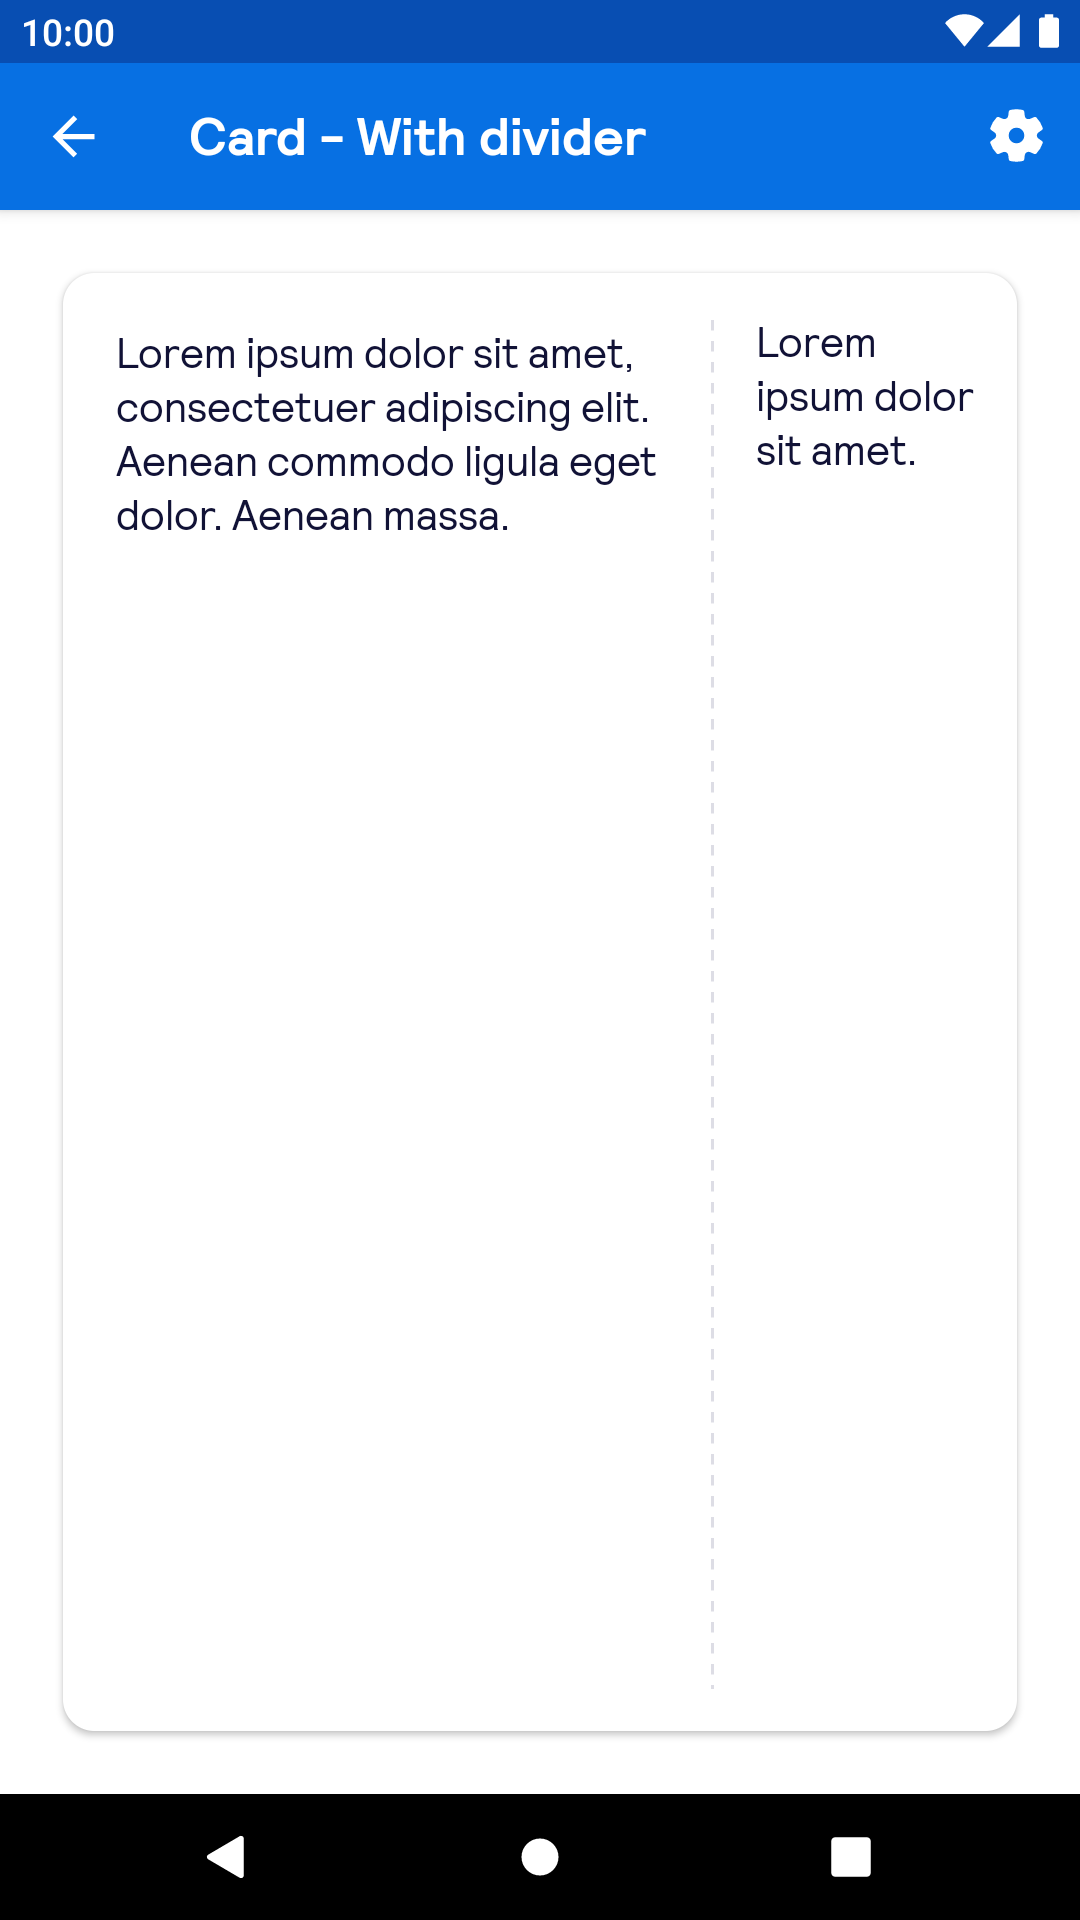 10:00
Card - With divider
Lorem ipsum dolor sit amet,
consectetuer adipiscing elit.
Aenean commodo ligula eget
dolor. Aenean massa.
Lorem
ipsum dolor
sit amet.